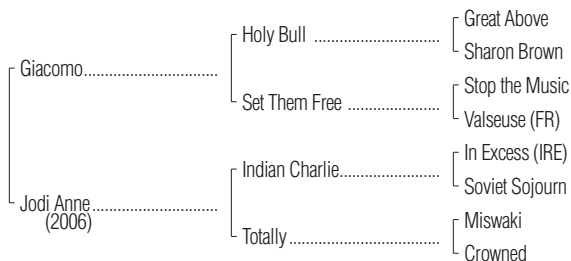 Great Above
Holy Bull ................................
Sharon Brown
Giacomo..................................
Stop the Music
Set Them Free ........................
Valseuse (FR)
In Excess (IRE)
Indian Charlie.........................
Soviet Sojourn
Jodi Anne................................
(2006)
Miswaki
Totally.....................................
Crowned